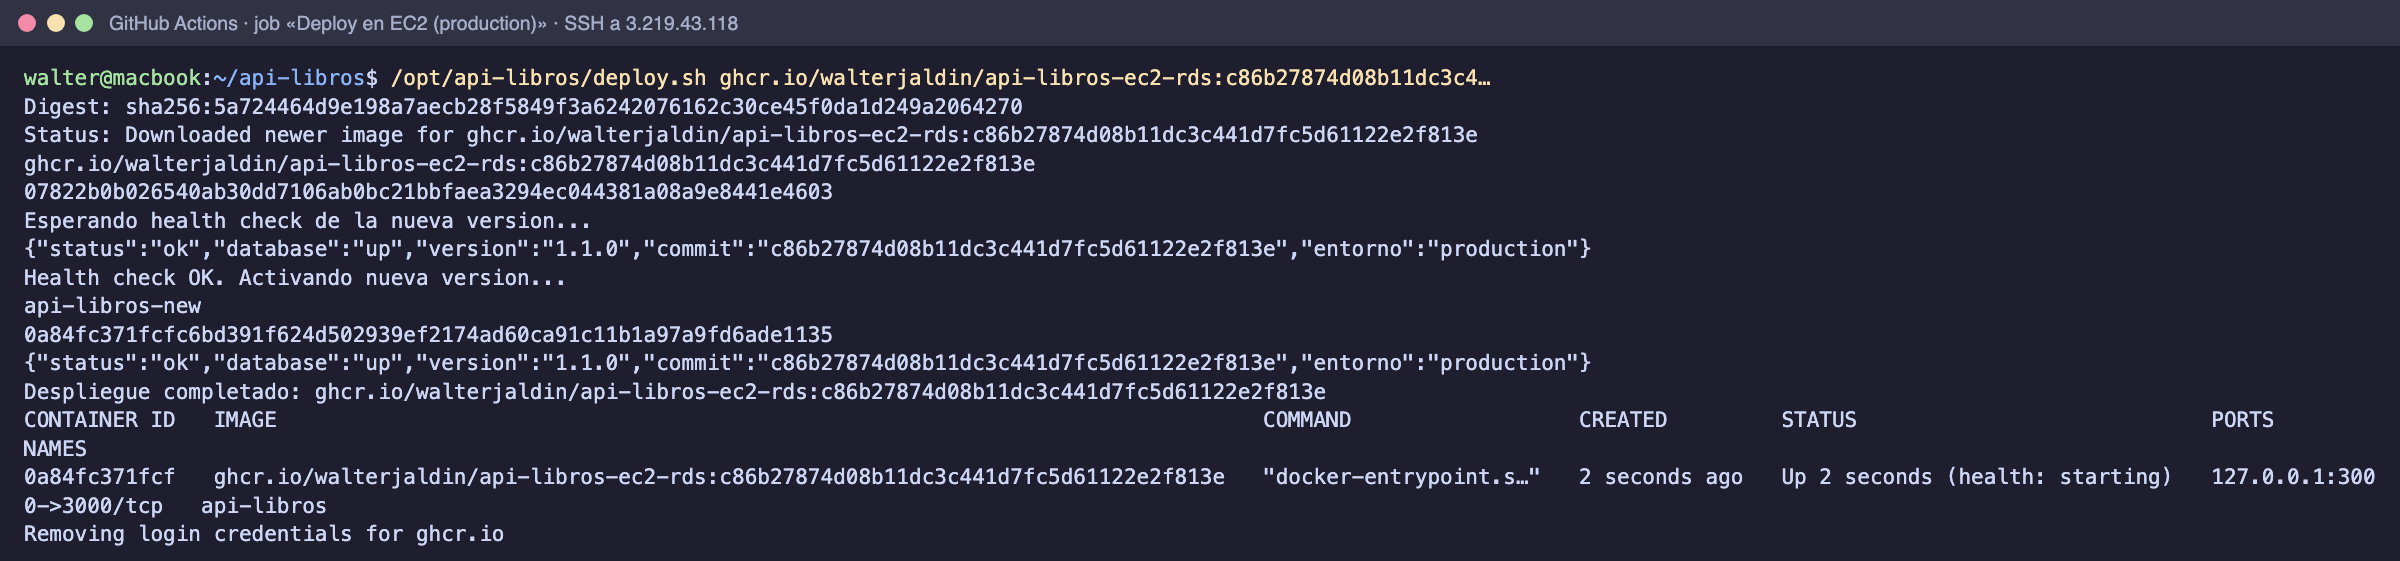 GitHub Actions · job «Deploy en EC2 (production)» · SSH a 3.219.43.118
walter@macbook:~/api-libros$ /opt/api-libros/deploy.sh ghcr.io/walterjaldin/api-libros-ec2-rds:c86b27874d08b11dc3c4…
Digest: sha256:5a724464d9e198a7aecb28f5849f3a6242076162c30ce45f0da1d249a2064270
Status: Downloaded newer image for ghcr.io/walterjaldin/api-libros-ec2-rds:c86b27874d08b11dc3c441d7fc5d61122e2f813e
ghcr.io/walterjaldin/api-libros-ec2-rds:c86b27874d08b11dc3c441d7fc5d61122e2f813e
07822b0b026540ab30dd7106ab0bc21bbfaea3294ec044381a08a9e8441e4603
Esperando health check de la nueva version...
{"status":"ok","database":"up","version":"1.1.0","commit":"c86b27874d08b11dc3c441d7fc5d61122e2f813e","entorno":"production"}
Health check OK. Activando nueva version...
api-libros-new
0a84fc371fcfc6bd391f624d502939ef2174ad60ca91c11b1a97a9fd6ade1135
{"status":"ok","database":"up","version":"1.1.0","commit":"c86b27874d08b11dc3c441d7fc5d61122e2f813e","entorno":"production"}
Despliegue completado: ghcr.io/walterjaldin/api-libros-ec2-rds:c86b27874d08b11dc3c441d7fc5d61122e2f813e
CONTAINER ID   IMAGE                                                                              COMMAND                  CREATED         STATUS                            PORTS
NAMES
0a84fc371fcf   ghcr.io/walterjaldin/api-libros-ec2-rds:c86b27874d08b11dc3c441d7fc5d61122e2f813e   "docker-entrypoint.s…"   2 seconds ago   Up 2 seconds (health: starting)   127.0.0.1:300
0->3000/tcp   api-libros
Removing login credentials for ghcr.io